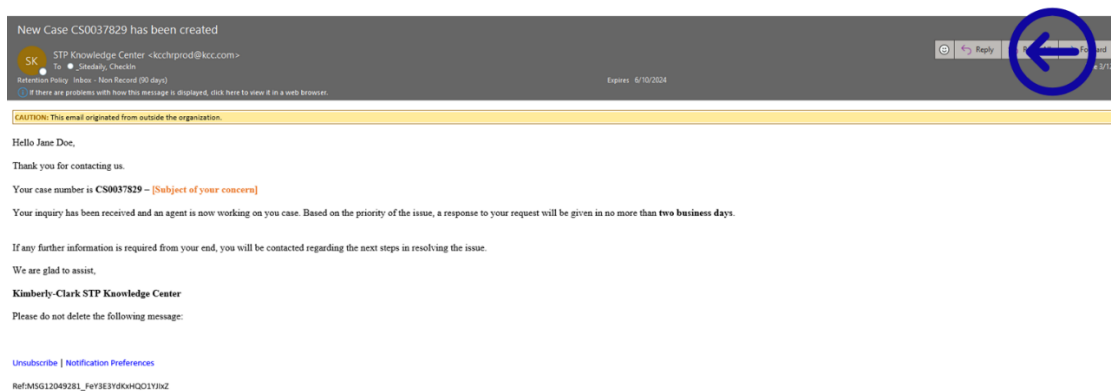 New Case CS0037829 has been created
SK
STP Knowledge Center <kcchrprod@kcc.com>
To _Sitedaily, Checkin
Reply
Forward
Retention Policy Inbox - Non Record (90 days)
Expires 6/10/2024
If there are problems with how this message is displayed, click here to view it in a web browser.
CAUTION: This email originated from outside the organization.
Hello Jane Doe,
Thank you for contacting us.
Your case number is CS0037829 – [Subject of your concern]
Your inquiry has been received and an agent is now working on you case. Based on the priority of the issue, a response to your request will be given in no more than two business days.
If any further information is required from your end, you will be contacted regarding the next steps in resolving the issue.
We are glad to assist,
Kimberly-Clark STP Knowledge Center
Please do not delete the following message:
Unsubscribe | Notification Preferences